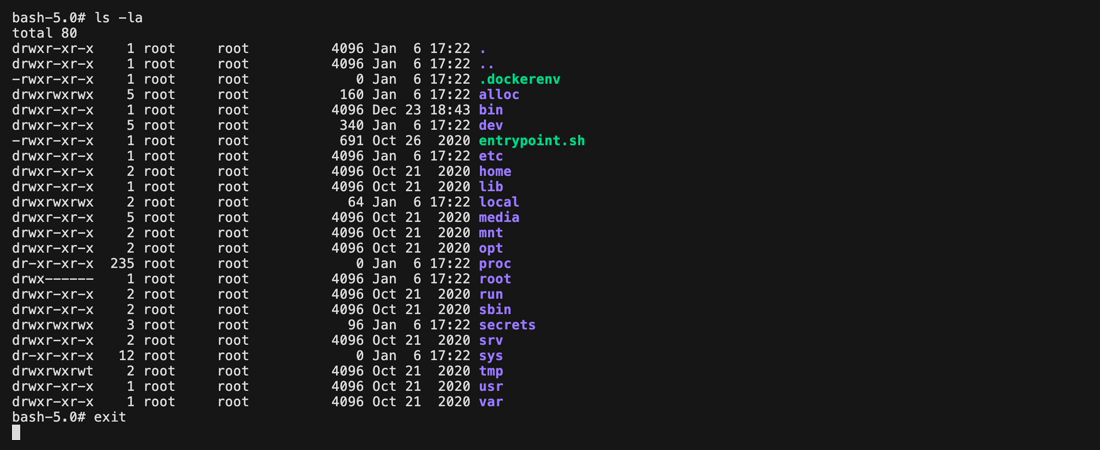 bash-5.0# ls -la
total 80
drwxr-xr-x    1 root     root          4096 Jan  6 17:22 .
drwxr-xr-x    1 root     root          4096 Jan  6 17:22 ..
-rwxr-xr-x    1 root     root             0 Jan  6 17:22 .dockerenv
drwxrwxrwx    5 root     root           160 Jan  6 17:22 alloc
drwxr-xr-x    1 root     root          4096 Dec 23 18:43 bin
drwxr-xr-x    5 root     root           340 Jan  6 17:22 dev
-rwxr-xr-x    1 root     root           691 Oct 26  2020 entrypoint.sh
drwxr-xr-x    1 root     root          4096 Jan  6 17:22 etc
drwxr-xr-x    2 root     root          4096 Oct 21  2020 home
drwxr-xr-x    1 root     root          4096 Oct 21  2020 lib
drwxrwxrwx    2 root     root            64 Jan  6 17:22 local
drwxr-xr-x    5 root     root          4096 Oct 21  2020 media
drwxr-xr-x    2 root     root          4096 Oct 21  2020 mnt
drwxr-xr-x    2 root     root          4096 Oct 21  2020 opt
dr-xr-xr-x  235 root     root             0 Jan  6 17:22 proc
drwx------    1 root     root          4096 Jan  6 17:22 root
drwxr-xr-x    2 root     root          4096 Oct 21  2020 run
drwxr-xr-x    2 root     root          4096 Oct 21  2020 sbin
drwxrwxrwx    3 root     root            96 Jan  6 17:22 secrets
drwxr-xr-x    2 root     root          4096 Oct 21  2020 srv
dr-xr-xr-x   12 root     root             0 Jan  6 17:22 sys
drwxrwxrwt    2 root     root          4096 Oct 21  2020 tmp
drwxr-xr-x    1 root     root          4096 Oct 21  2020 usr
drwxr-xr-x    1 root     root          4096 Oct 21  2020 var
bash-5.0# exit